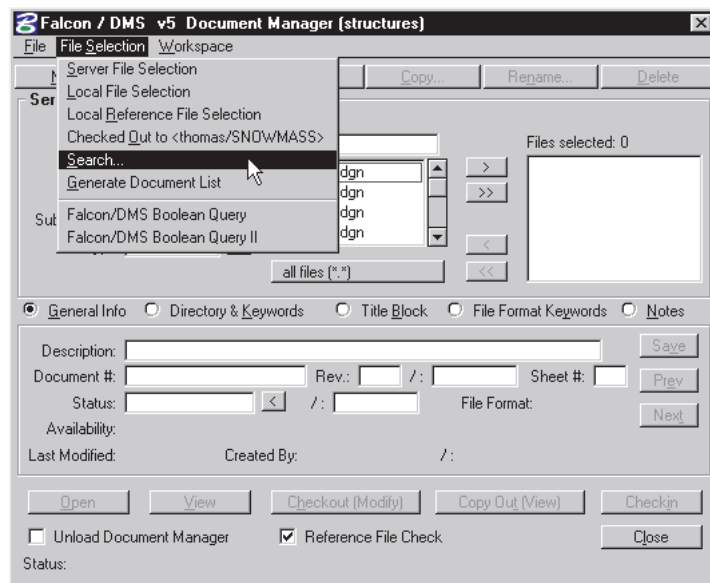 Falcon / DMS v5 Document Manager (structures)
File File Selection Workspace
Server File Selection
Local File Selection
Local Reference File Selection
Checked Out to <thomas/SNOWMASS>
Search...
Generate Document List
Falcon/DMS Boolean Query
Falcon/DMS Boolean Query II
Copy... Rename... Delete
Ser
Files selected: 0
dgn >
dgn >>
Sut dgn
dgn <
all files (*.*) <<
General Info Directory & Keywords Title Block File Format Keywords Notes
Description: Save
Document #: Rev.: / : Sheet #: Prev
Status: < / : File Format: Next
Availability:
Last Modified: Created By: / :
Open View Checkout (Modify) Copy Out (View) Checkin
Unload Document Manager Reference File Check Close
Status: